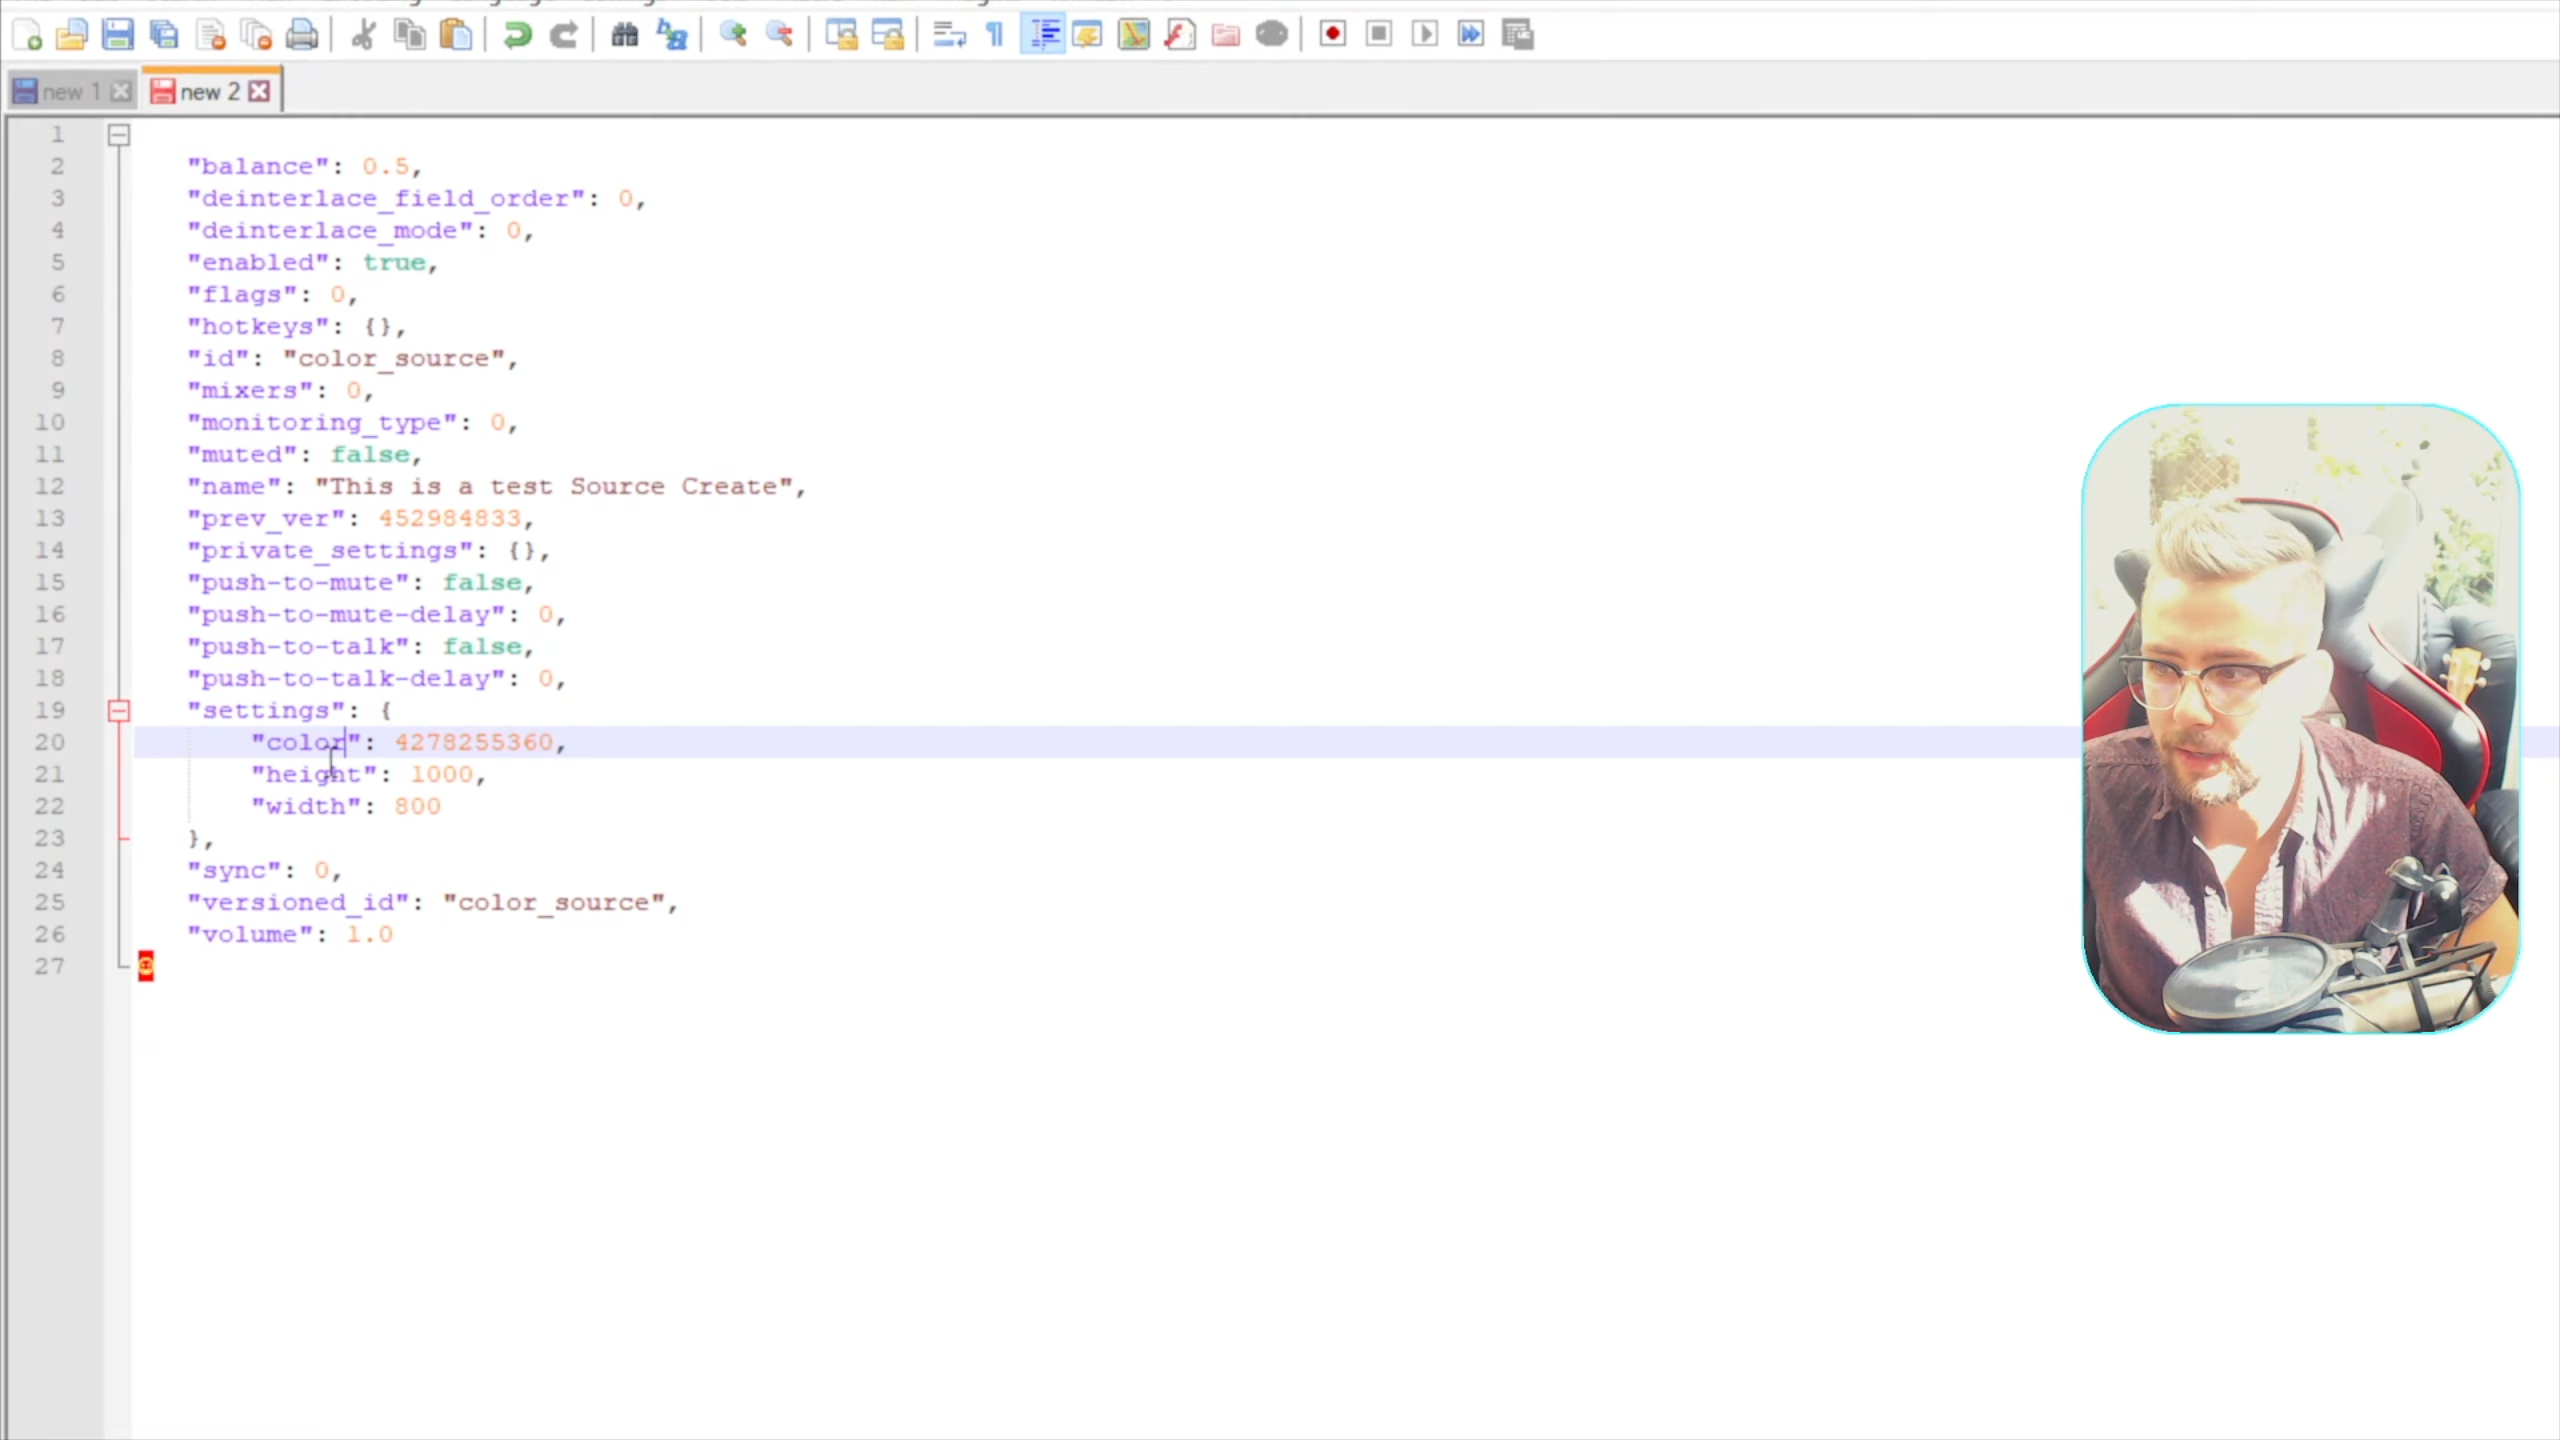 new 1
new 2
1
2 "balance": 0.5,
3 "deinterlace_field_order": 0,
4 "deinterlace_mode": 0,
5 "enabled": true,
6 "flags": 0,
7 "hotkeys": {},
8 "id": "color_source",
9 "mixers": 0,
10 "monitoring_type": 0,
11 "muted": false,
12 "name": "This is a test Source Create",
13 "prev_ver": 452984833,
14 "private_settings": {},
15 "push-to-mute": false,
16 "push-to-mute-delay": 0,
17 "push-to-talk": false,
18 "push-to-talk-delay": 0,
19 "settings": {
20 "color": 4278255360,
21 "height": 1000,
22 "width": 800
23 },
24 "sync": 0,
25 "versioned_id": "color_source",
26 "volume": 1.0
27